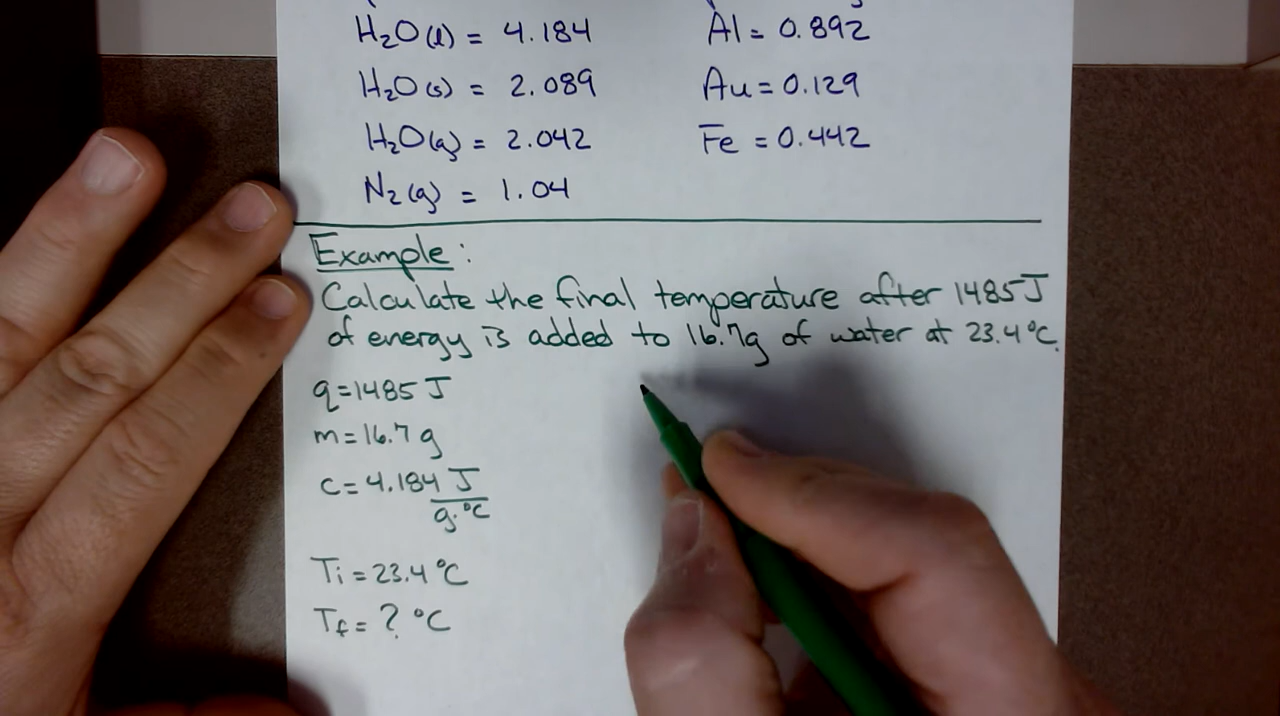 H₂O(l) = 4.184
Al = 0.892
H₂O(s) = 2.089
Au = 0.129
H₂O(g) = 2.042
Fe = 0.442
N₂(g) = 1.04
Example:
Calculate the final temperature after 1485J
of energy is added to 16.7g of water at 23.4°C.
q=1485 J
m=16.7 g
c=4.184 J
g·°C
Ti=23.4°C
Tf=? °C